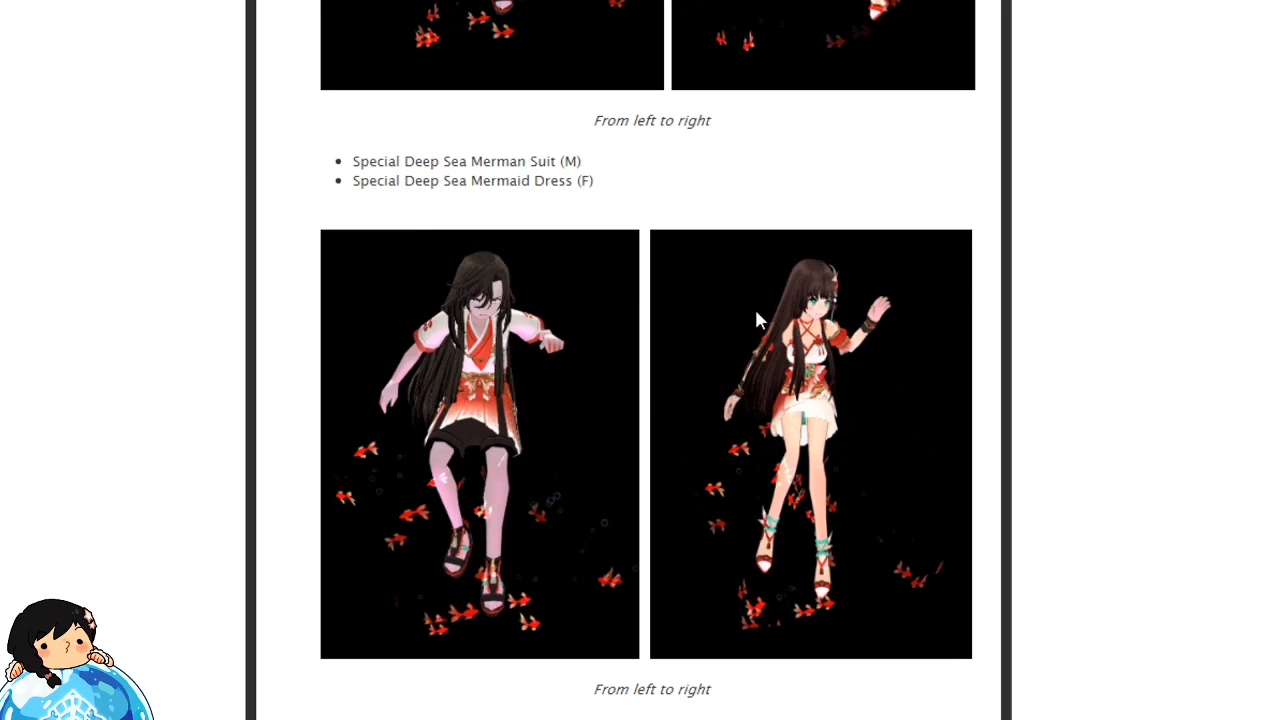 From left to right
Special Deep Sea Merman Suit (M)
Special Deep Sea Mermaid Dress (F)
From left to right